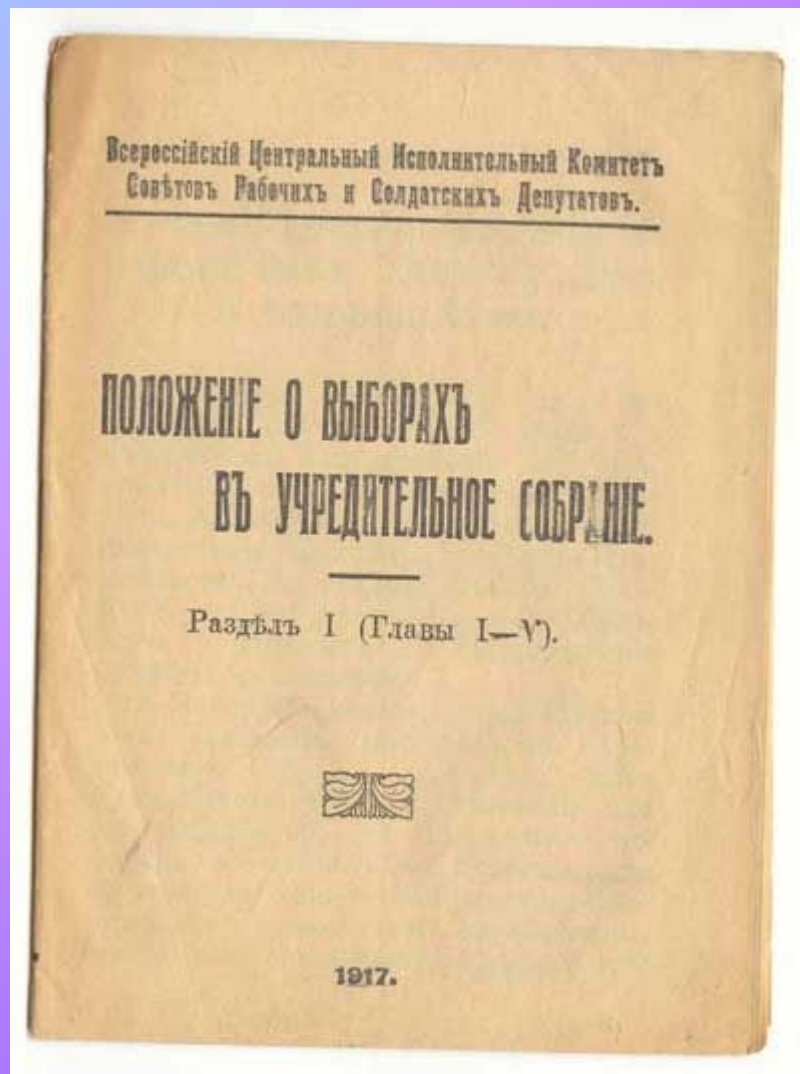 Всероссійскій Центральный Исполнительный Комитетъ
Совѣтовъ Рабочихъ и Солдатскихъ Депутатовъ.
ПОЛОЖЕНІЕ О ВЫБОРАХЪ
ВЪ УЧРЕДИТЕЛЬНОЕ СОБРАНІЕ.
Раздѣлъ I (Главы I—V).
1917.